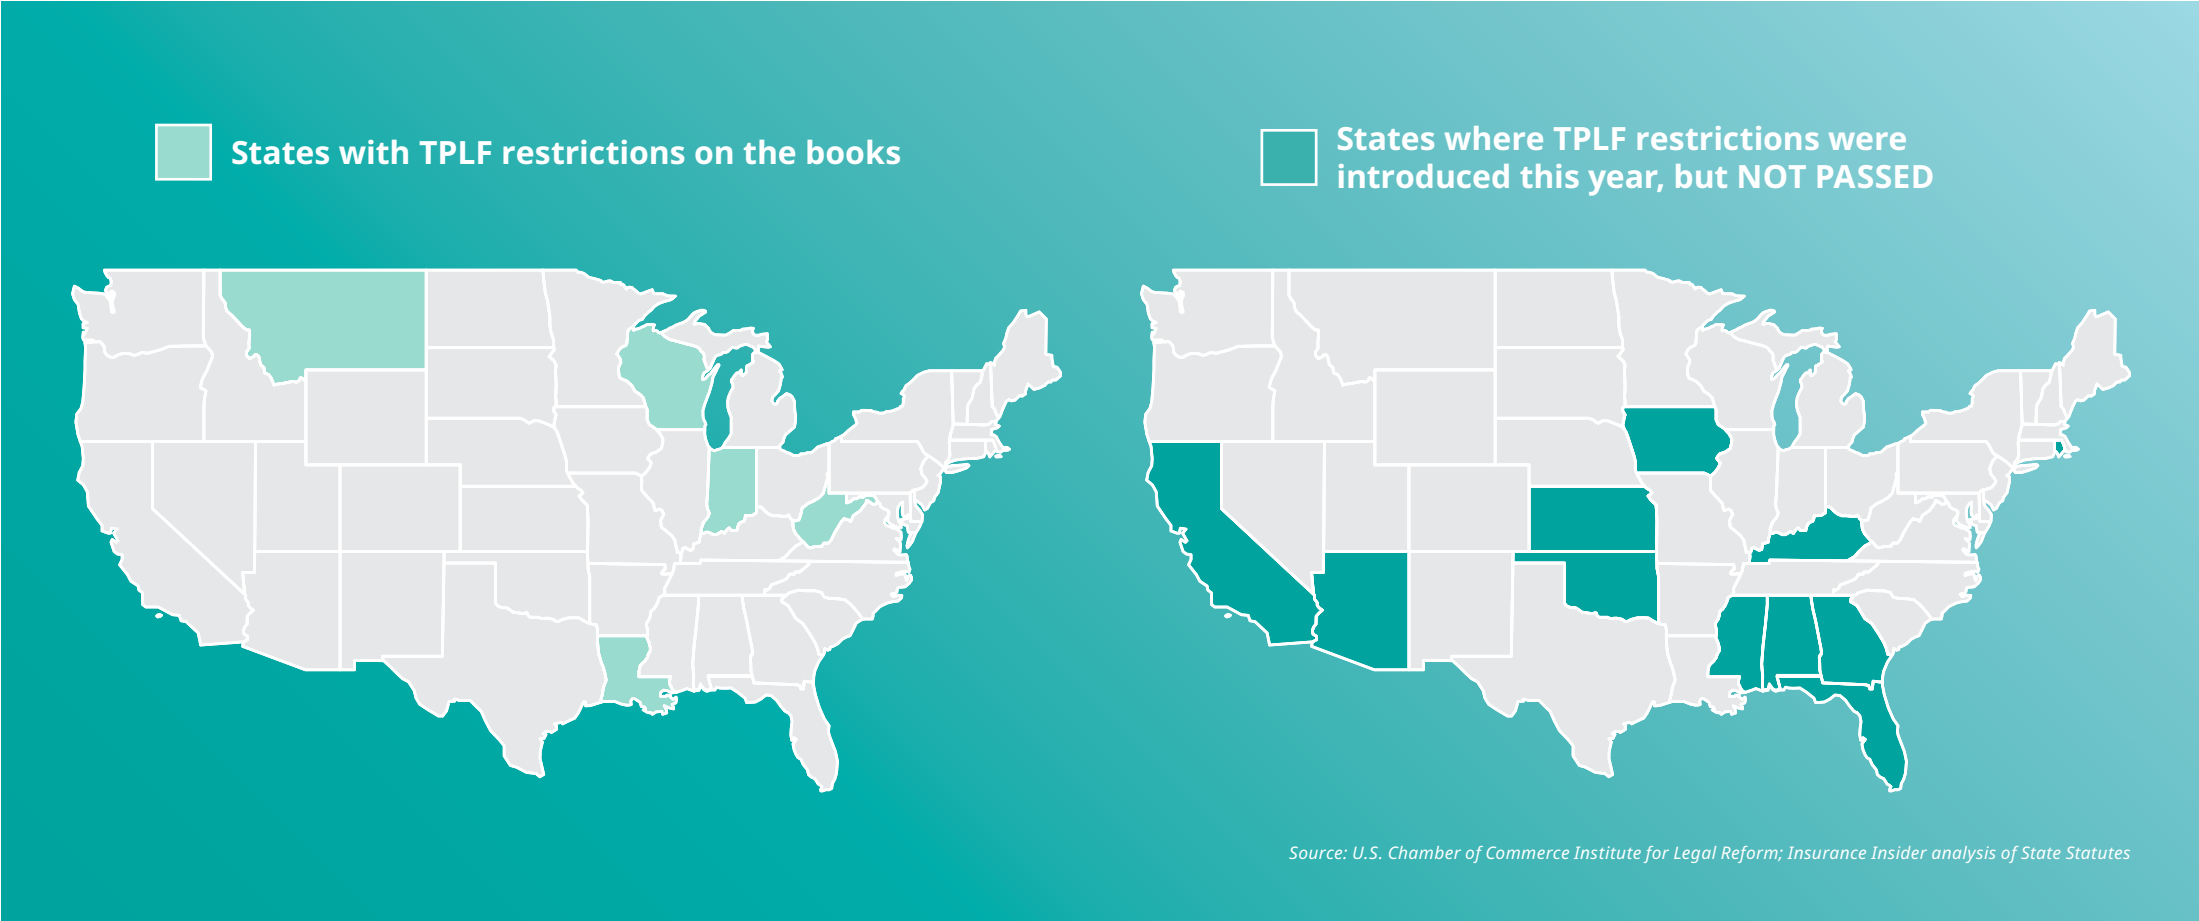 States with TPLF restrictions on the books
States where TPLF restrictions were
introduced this year, but NOT PASSED
Source: U.S. Chamber of Commerce Institute for Legal Reform; Insurance Insider analysis of State Statutes